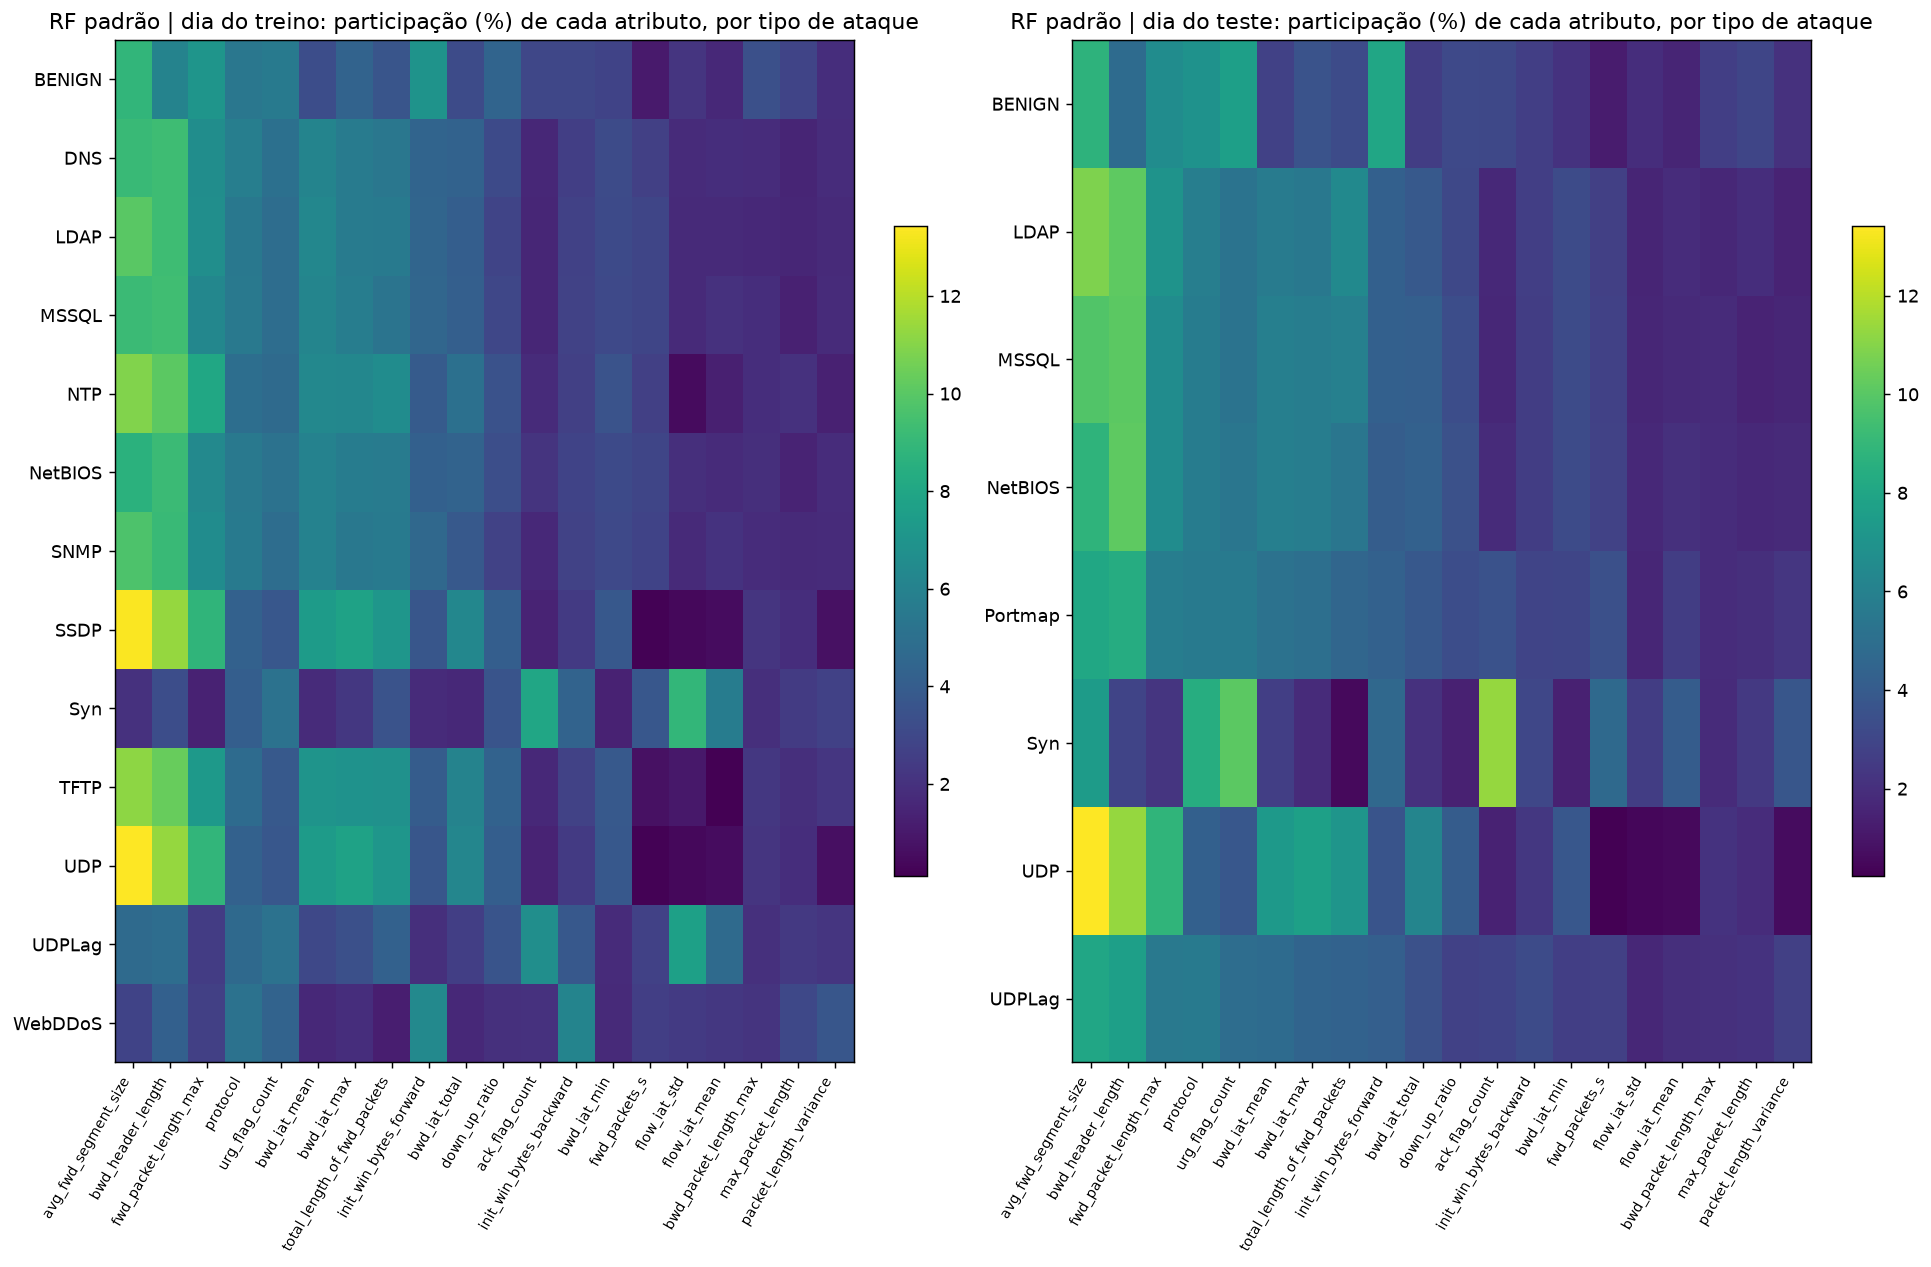 RF padrão | dia do treino: participação (%) de cada atributo, por tipo de ataque
BENIGN
DNS
LDAP
MSSQL
NTP
NetBIOS
SNMP
SSDP
Syn
TFTP
UDP
UDPLag
WebDDoS
avg_fwd_segment_size
bwd_header_length
fwd_packet_length_max
protocol
urg_flag_count
bwd_iat_mean
bwd_iat_max
total_length_of_fwd_packets
init_win_bytes_forward
bwd_iat_total
down_up_ratio
ack_flag_count
init_win_bytes_backward
bwd_iat_min
fwd_packets_s
flow_iat_std
flow_iat_mean
bwd_packet_length_max
max_packet_length
packet_length_variance
12
10
8
6
4
2
RF padrão | dia do teste: participação (%) de cada atributo, por tipo de ataque
BENIGN
LDAP
MSSQL
NetBIOS
Portmap
Syn
UDP
UDPLag
avg_fwd_segment_size
bwd_header_length
fwd_packet_length_max
protocol
urg_flag_count
bwd_iat_mean
bwd_iat_max
total_length_of_fwd_packets
init_win_bytes_forward
bwd_iat_total
down_up_ratio
ack_flag_count
init_win_bytes_backward
bwd_iat_min
fwd_packets_s
flow_iat_std
flow_iat_mean
bwd_packet_length_max
max_packet_length
packet_length_variance
12
10
8
6
4
2